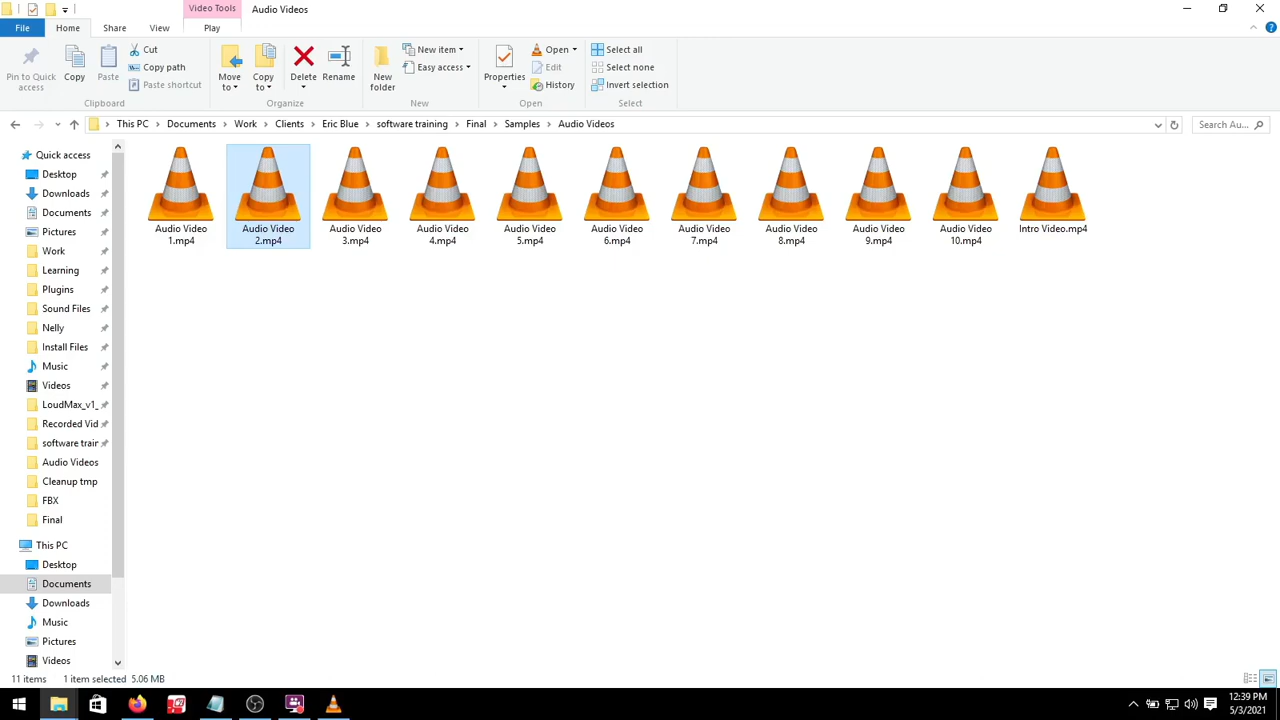 Video Tools
Audio Videos
File
Home
Share
View
Play
Pin to Quick access
Copy
Paste
Cut
Copy path
Paste shortcut
Clipboard
Move to
Copy to
Delete
Rename
Organize
New folder
New item
Easy access
New
Properties
Open
Edit
History
Open
Select all
Select none
Invert selection
Select
This PC
Documents
Work
Clients
Eric Blue
software training
Final
Samples
Audio Videos
Search Au...
Quick access
Desktop
Downloads
Documents
Pictures
Work
Learning
Plugins
Sound Files
Nelly
Install Files
Music
Videos
LoudMax_v1_
Recorded Vid
software train
Audio Videos
Cleanup tmp
FBX
Final
This PC
Desktop
Documents
Downloads
Music
Pictures
Videos
Audio Video 1.mp4
Audio Video 2.mp4
Audio Video 3.mp4
Audio Video 4.mp4
Audio Video 5.mp4
Audio Video 6.mp4
Audio Video 7.mp4
Audio Video 8.mp4
Audio Video 9.mp4
Audio Video 10.mp4
Intro Video.mp4
11 items
1 item selected 5.06 MB
12:39 PM
5/3/2021